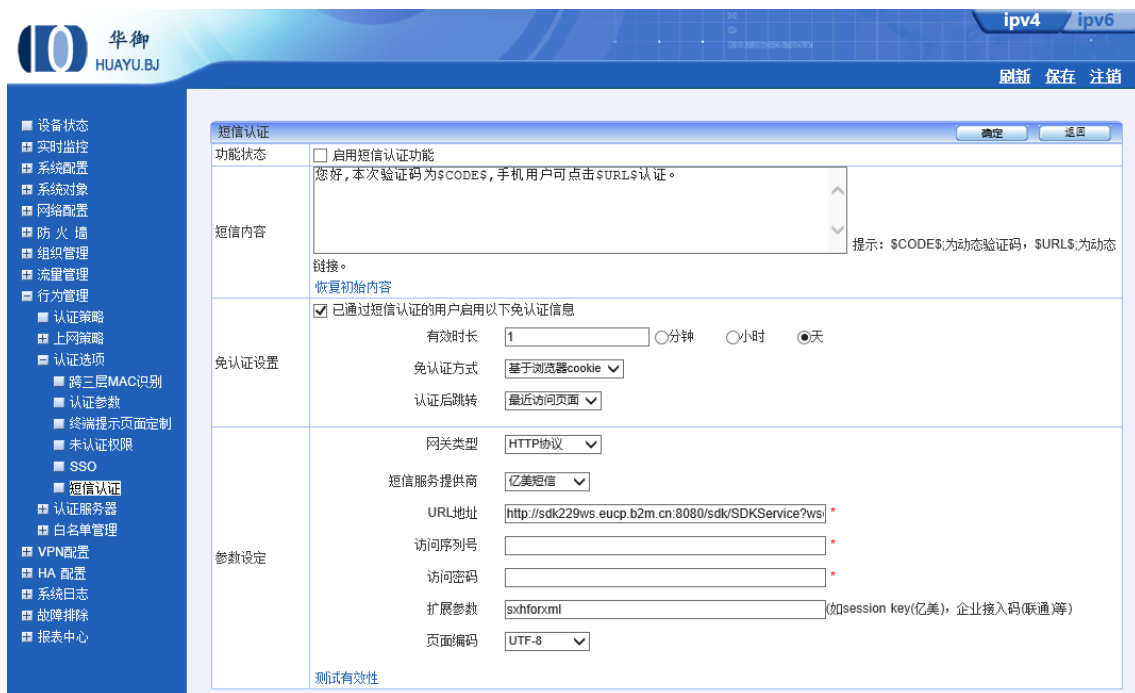 华御
HUAYU.BJ
ipv4 ipv6
刷新 保存 注销
设备状态
实时监控
系统配置
系统对象
网络配置
防 火 墙
组织管理
流量管理
行为管理
认证策略
上网策略
认证选项
跨三层MAC识别
认证参数
终端提示页面定制
未认证权限
SSO
短信认证
认证服务器
白名单管理
VPN配置
HA 配置
系统日志
故障排除
报表中心
短信认证 确定 返回
功能状态 启用短信认证功能
短信内容
您好,本次验证码为$CODE$,手机用户可点击$URL$认证。
提示：$CODE$;为动态验证码，$URL$;为动态
链接。
恢复初始内容
免认证设置
已通过短信认证的用户启用以下免认证信息
有效时长 1 分钟 小时 天
免认证方式 基于浏览器cookie
认证后跳转 最近访问页面
参数设定
网关类型 HTTP协议
短信服务提供商 亿美短信
URL地址 http://sdk229ws.eucp.b2m.cn:8080/sdk/SDKService?ws *
访问序列号 *
访问密码 *
扩展参数 sxhforxml (如session key(亿美)，企业接入码(联通)等)
页面编码 UTF-8
测试有效性